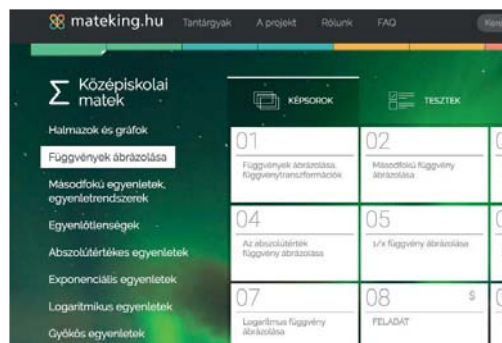 mateking.hu
Tantárgyak
A projekt
Rólunk
FAQ
Σ Középiskolai
matek
Halmazok és gráfok
Függvények ábrázolása
Másodfokú egyenletek,
egyenletrendszerek
Egyenlőtlenségek
Abszolútértékes egyenletek
Exponenciális egyenletek
Logaritmikus egyenletek
Gyökös egyenletek
KÉPSOROK
TESZTEK
01
Függvények ábrázolása,
függvénytranszformációk
02
Másodfokú függvény
ábrázolása
04
Az abszolútérték
függvény ábrázolása
05
1/x függvény ábrázolása
07
Logaritmus függvény
ábrázolása
08
$
FELADAT